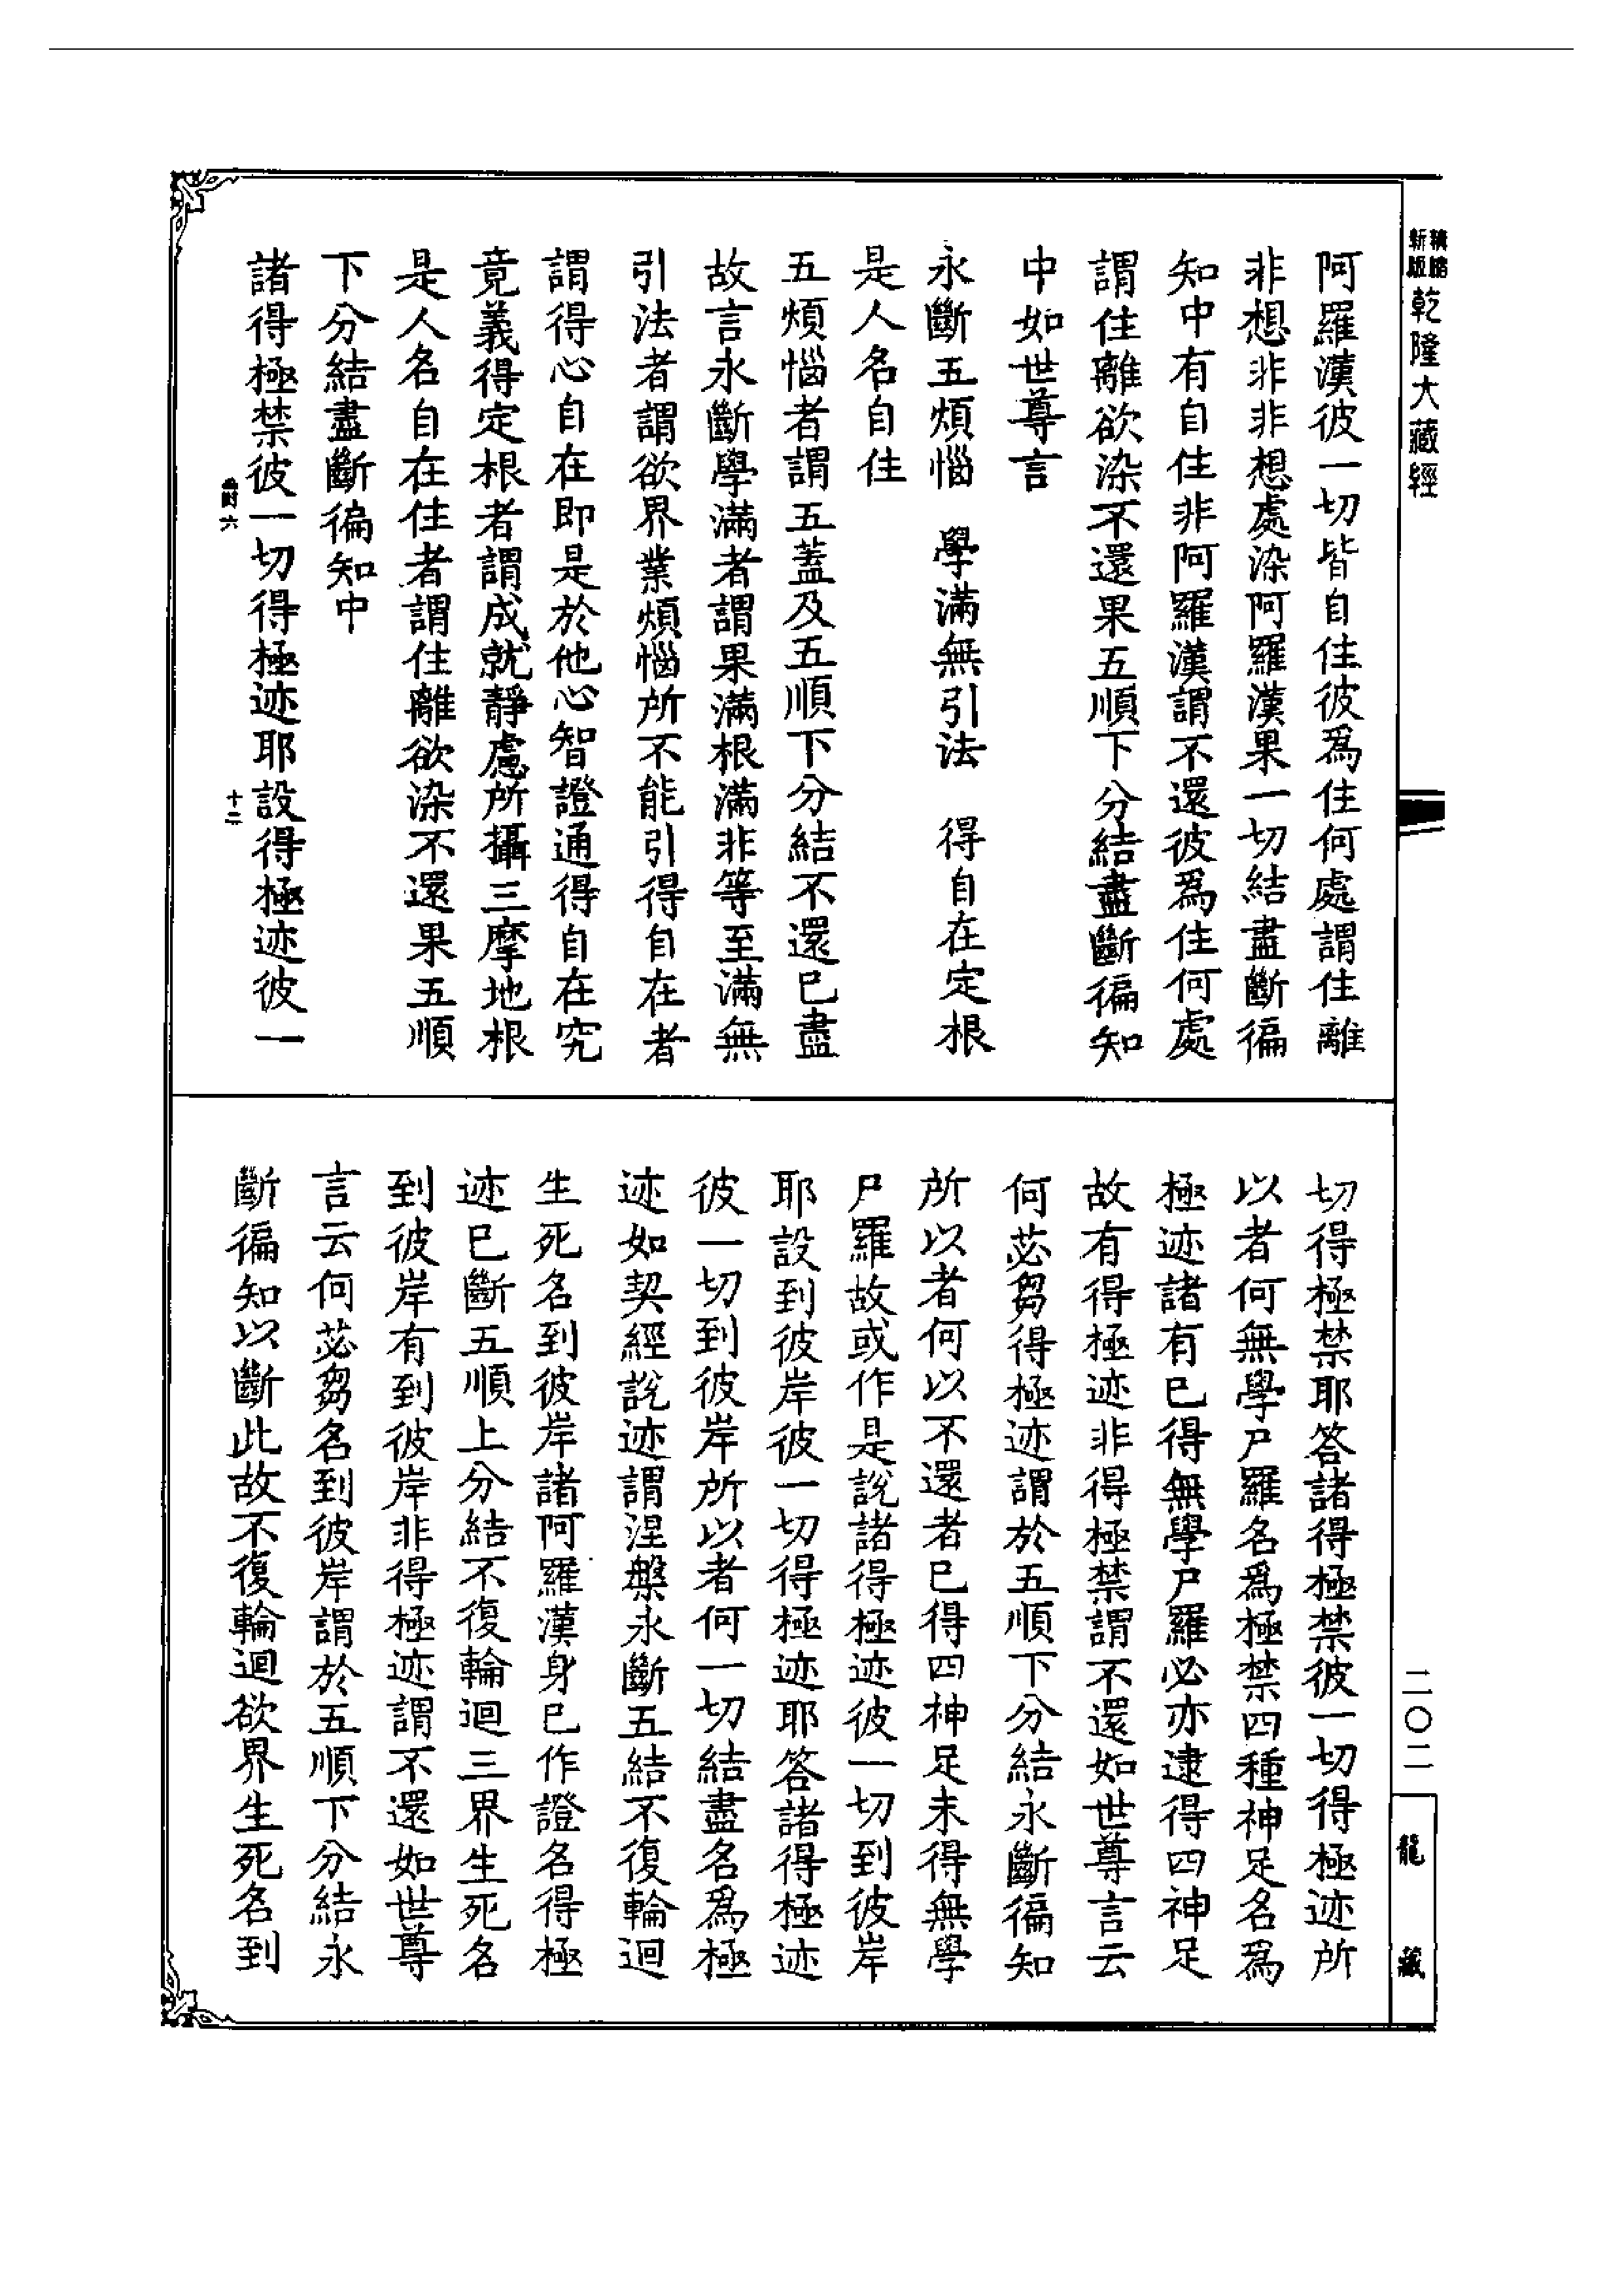 乾隆大藏經
阿羅漢彼一切皆自住彼爲住何處謂住離
非想非非想處染阿羅漢果一切結盡斷徧
知中有自住非阿羅漢謂不還彼爲住何處
謂住離欲染不還果五順下分結盡斷徧知
中如世尊言
永斷五煩惱　學滿無引法　得自在定根
是人名自住
五煩惱者謂五蓋及五順下分結不還已盡
故言永斷學滿者謂果滿根滿非等至滿無
引法者謂欲界業煩惱所不能引得自在者
謂得心自在即是於他心智證通得自在究
竟義得定根者謂成就靜慮所攝三摩地根
是人名自在住者謂住離欲染不還果五順
下分結盡斷徧知中
諸得極禁彼一切得極迹耶設得極迹彼一
十二
切得極禁耶答諸得極禁彼一切得極迹所
以者何無學尸羅名爲極禁四種神足名爲
極迹諸有已得無學尸羅必亦逮得四神足
故有得極迹非得極禁謂不還如世尊言云
何苾芻得極迹謂於五順下分結永斷徧知
所以者何以不還者已得四神足未得無學
尸羅故或作是說諸得極迹彼一切到彼岸
耶設到彼岸彼一切得極迹耶答諸得極迹
彼一切到彼岸所以者何一切結盡名爲極
迹如契經說迹謂涅槃永斷五結不復輪迴
生死名到彼岸諸阿羅漢身已作證名得極
迹已斷五順上分結不復輪迴三界生死名
到彼岸有到彼岸非得極迹謂不還如世尊
言云何苾芻名到彼岸謂於五順下分結永
斷徧知以斷此故不復輪迴欲界生死名到
二〇二
龍藏